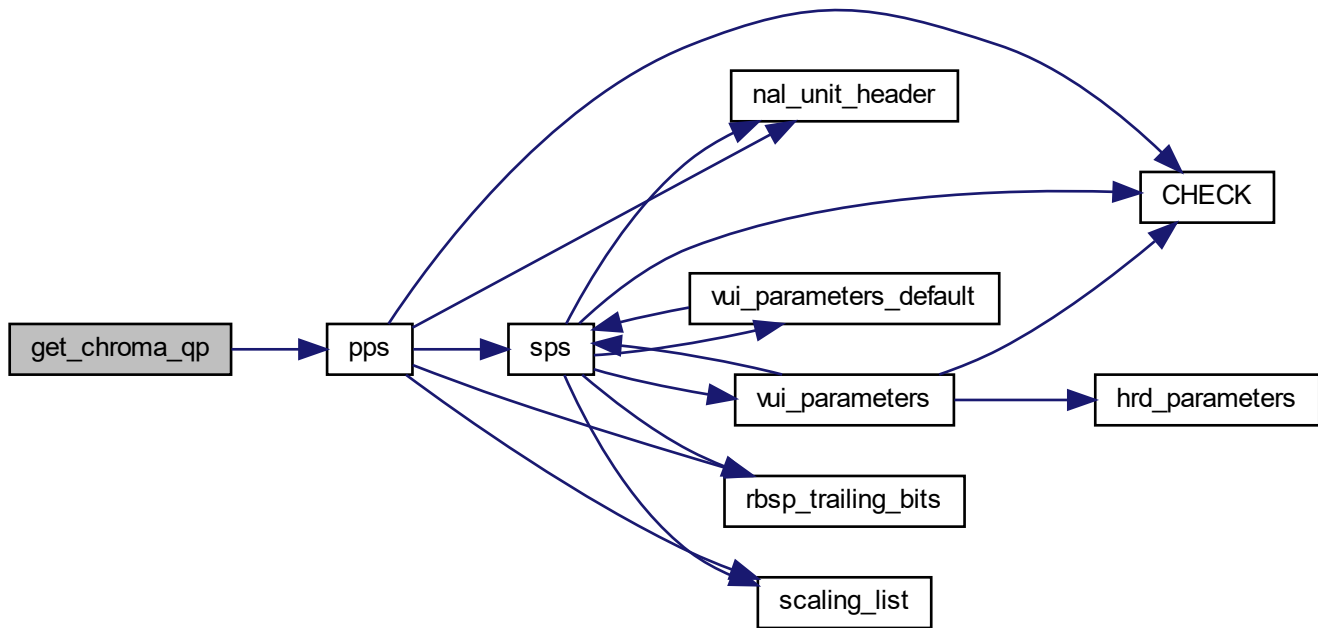 get_chroma_qp
pps
sps
nal_unit_header
CHECK
vui_parameters_default
vui_parameters
hrd_parameters
rbsp_trailing_bits
scaling_list